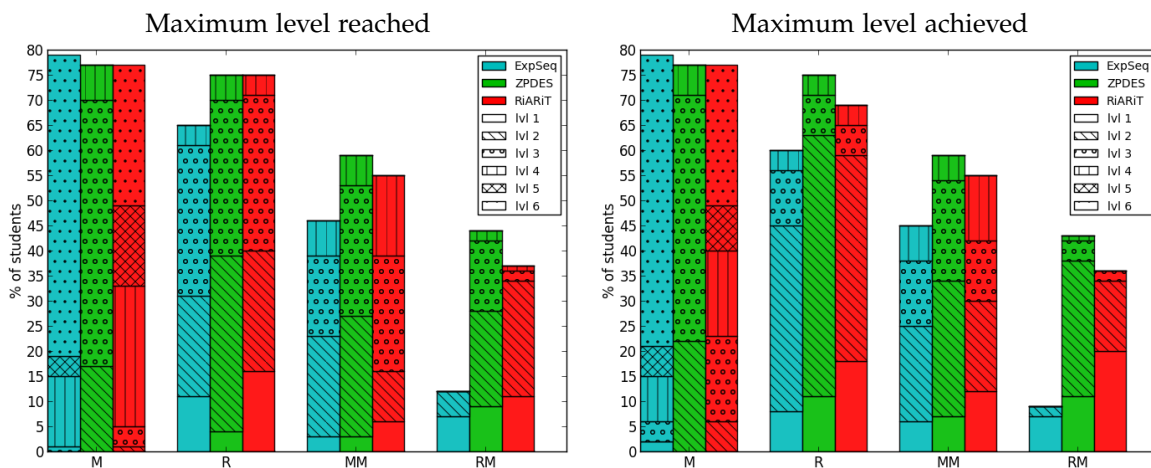 Maximum level reached
80
75
70
65
60
55
50
45
40
35
30
25
20
15
10
5
0
% of students
M
R
MM
RM
ExpSeq
ZPDES
RiARiT
lvl 1
lvl 2
lvl 3
lvl 4
lvl 5
lvl 6
Maximum level achieved
80
75
70
65
60
55
50
45
40
35
30
25
20
15
10
5
0
% of students
M
R
MM
RM
ExpSeq
ZPDES
RiARiT
lvl 1
lvl 2
lvl 3
lvl 4
lvl 5
lvl 6